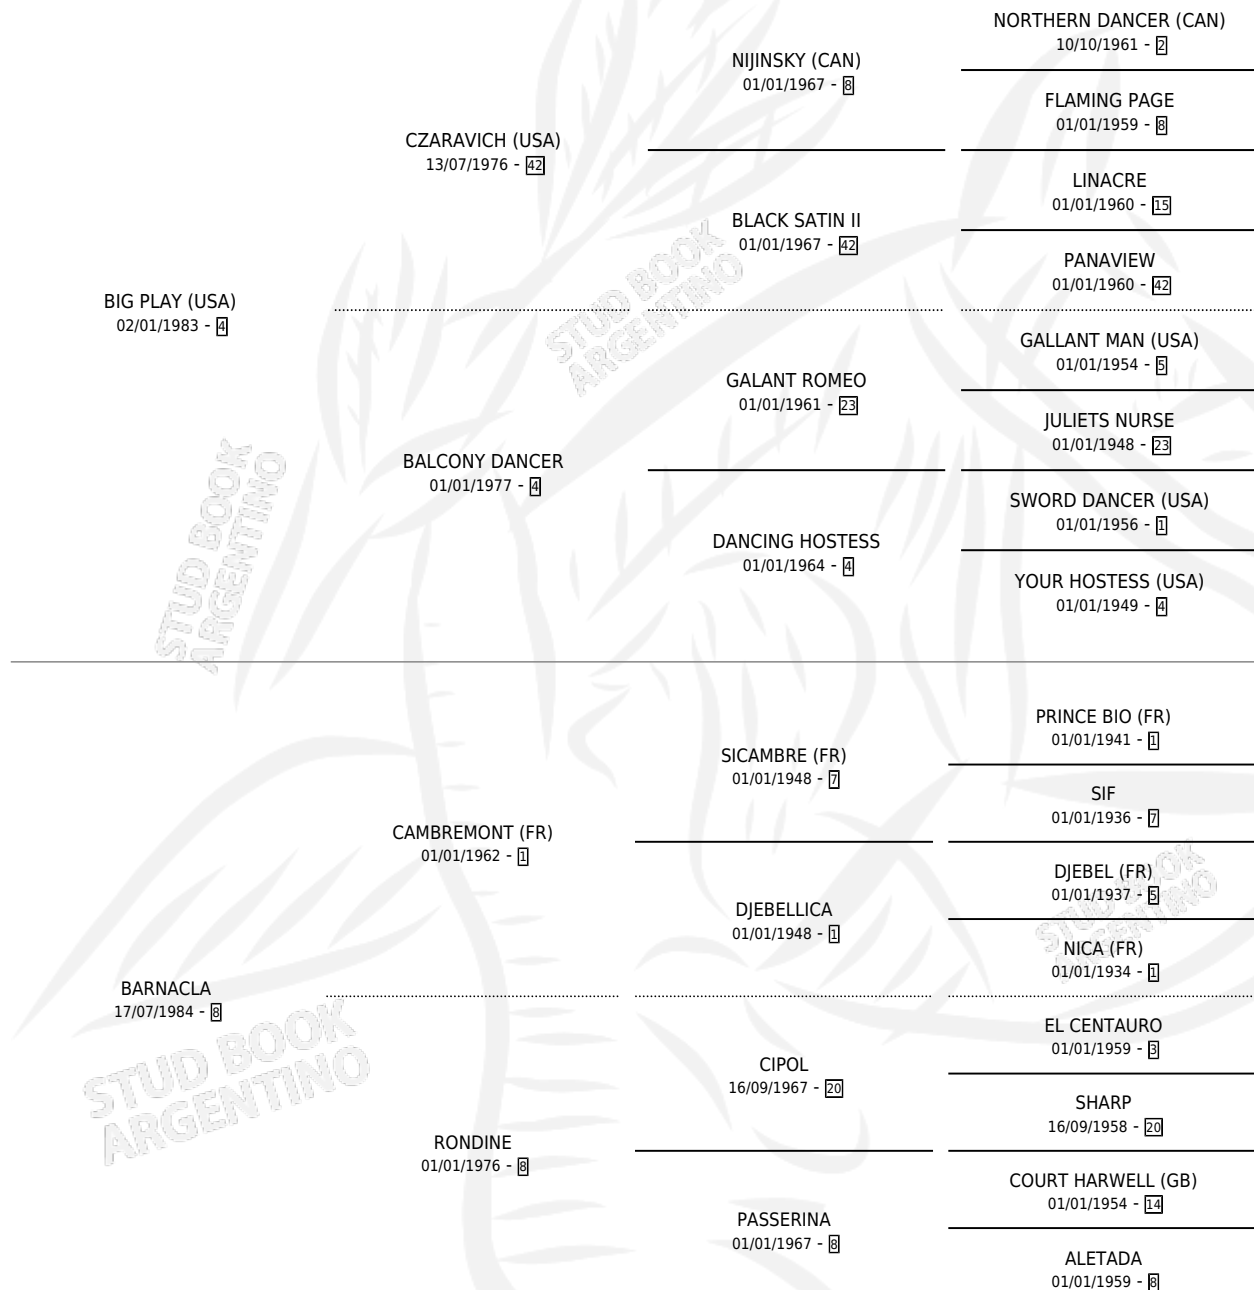 NORTHERN DANCER (CAN)
10/10/1961 - 2
NIJINSKY (CAN)
01/01/1967 - 8
FLAMING PAGE
01/01/1959 - 8
CZARAVICH (USA)
13/07/1976 - 42
LINACRE
01/01/1960 - 15
BLACK SATIN II
01/01/1967 - 42
PANAVIEW
01/01/1960 - 42
BIG PLAY (USA)
02/01/1983 - 4
GALLANT MAN (USA)
01/01/1954 - 5
GALANT ROMEO
01/01/1961 - 23
JULIETS NURSE
01/01/1948 - 23
BALCONY DANCER
01/01/1977 - 4
SWORD DANCER (USA)
01/01/1956 - 1
DANCING HOSTESS
01/01/1964 - 4
YOUR HOSTESS (USA)
01/01/1949 - 4
STUD BOOK
ARGENTINO
STUD BOOK
ARGENTINO
PRINCE BIO (FR)
01/01/1941 - 1
SICAMBRE (FR)
01/01/1948 - 7
SIF
01/01/1936 - 7
CAMBREMONT (FR)
01/01/1962 - 1
DJEBEL (FR)
01/01/1937 - 5
DJEBELLICA
01/01/1948 - 1
NICA (FR)
01/01/1934 - 1
BARNACLA
17/07/1984 - 8
EL CENTAURO
01/01/1959 - 3
CIPOL
16/09/1967 - 20
SHARP
16/09/1958 - 20
RONDINE
01/01/1976 - 8
COURT HARWELL (GB)
01/01/1954 - 14
PASSERINA
01/01/1967 - 8
ALETADA
01/01/1959 - 8
STUD BOOK
ARGENTINO
STUD BOOK
ARGENTINO